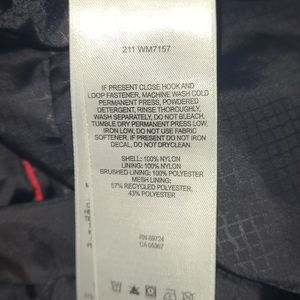 211 WM7157
IF PRESENT CLOSE HOOK AND
LOOP FASTENER, MACHINE WASH COLD
PERMANENT PRESS, POWDERED
DETERGENT, RINSE THOROUGHLY,
WASH SEPARATELY, DO NOT BLEACH,
TUMBLE DRY PERMANENT PRESS LOW,
IRON LOW, DO NOT USE FABRIC
SOFTENER, IF PRESENT DO NOT IRON
DECAL, DO NOT DRYCLEAN
SHELL: 100% NYLON
LINING: 100% NYLON
BRUSHED LINING: 100% POLYESTER
MESH LINING:
57% RECYCLED POLYESTER,
43% POLYESTER
RN 69724
CA 05367